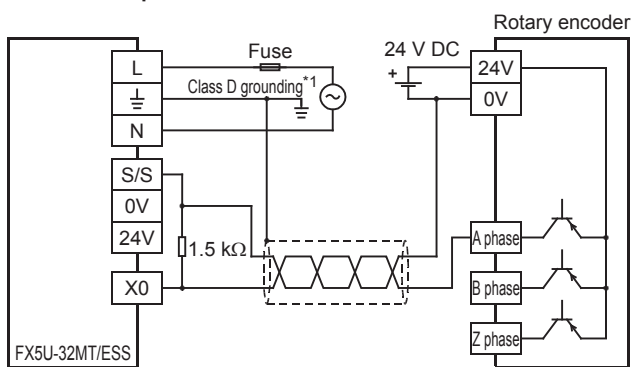 Rotary encoder
24 V DC
Fuse
L
+
24V
Class D grounding*1
0V
N
S/S
0V
24V
1.5 kΩ
A phase
X0
B phase
Z phase
FX5U-32MT/ESS